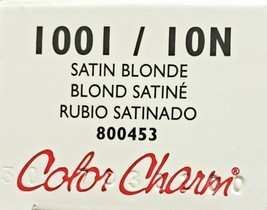 1001 / 10N
SATIN BLONDE
BLOND SATINÉ
RUBIO SATINADO
800453
Color Charm®